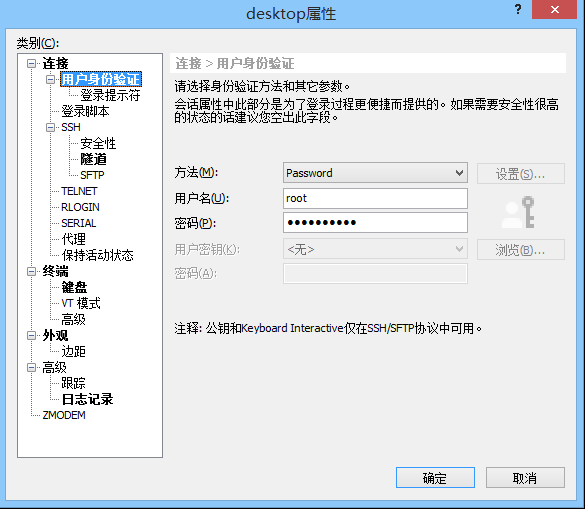 desktop属性
?
×
类别(C):
连接
用户身份验证
登录提示符
登录脚本
SSH
安全性
隧道
SFTP
TELNET
RLOGIN
SERIAL
代理
保持活动状态
终端
键盘
VT 模式
高级
外观
边距
高级
跟踪
日志记录
ZMODEM
连接 > 用户身份验证
请选择身份验证方法和其它参数。
会话属性中此部分是为了登录过程更便捷而提供的。如果需要安全性很高
的状态的话建议您空出此字段。
方法(M): Password 设置(S)...
用户名(U): root
密码(P): ●●●●●●●●●●
用户密钥(K): <无> 浏览(B)...
密码(A):
注释: 公钥和Keyboard Interactive仅在SSH/SFTP协议中可用。
确定 取消